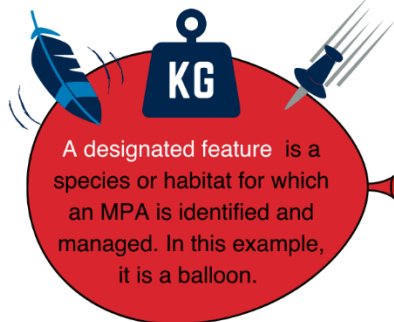 KG
A designated feature is a
species or habitat for which
an MPA is identified and
managed. In this example,
it is a balloon.